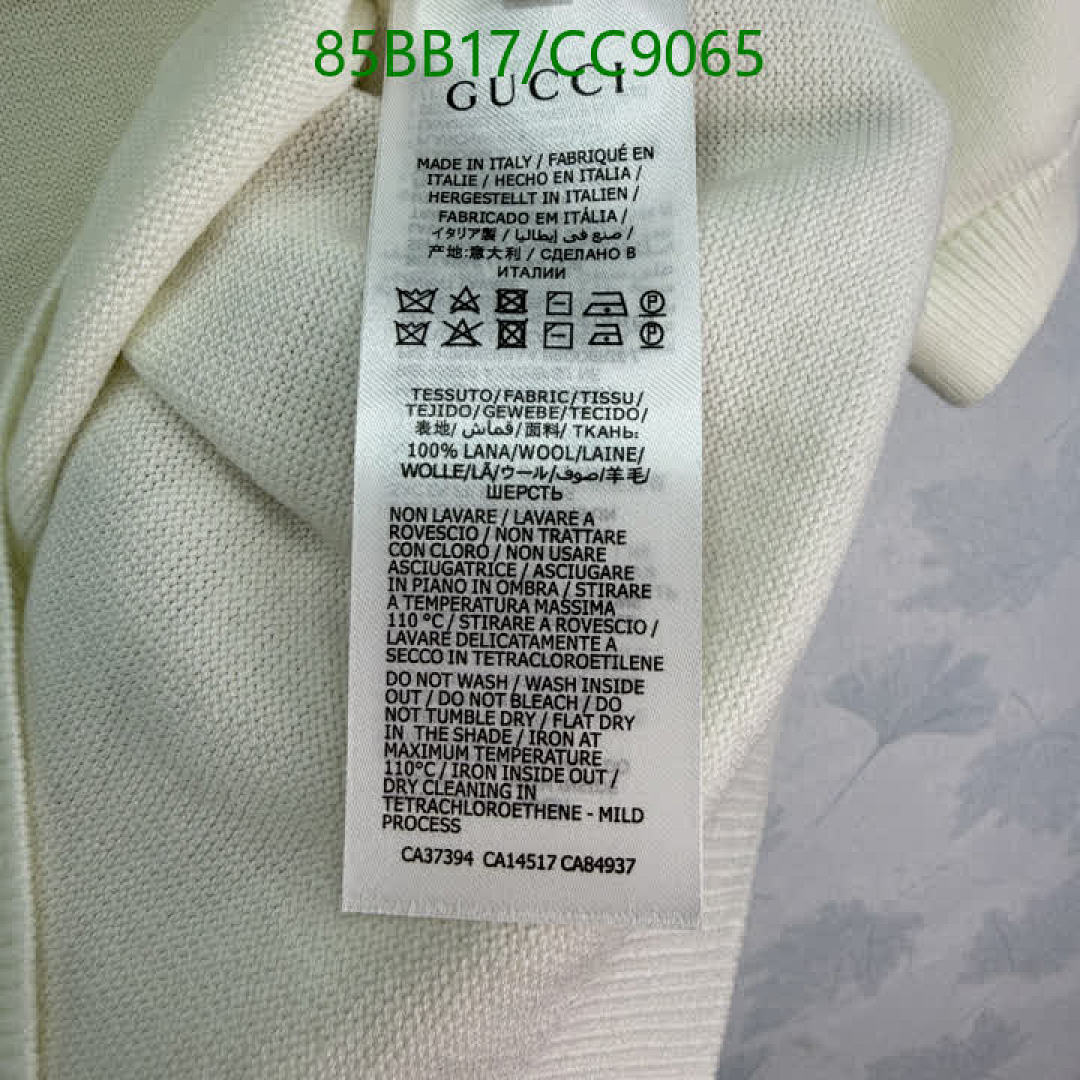 85BB17/CC9065
GUCCI
MADE IN ITALY / FABRIQUÉ EN
ITALIE / HECHO EN ITALIA /
HERGESTELLT IN ITALIEN /
FABRICADO EM ITÁLIA /
イタリア製 / صنع في إيطاليا /
产地:意大利 / СДЕЛАНО В
ИТАЛИИ
TESSUTO/FABRIC/TISSU/
TEJIDO/GEWEBE/TECIDO/
表地/ قماش/面料/ ТКАНЬ:
100% LANA/WOOL/LAINE/
WOLLE/LÃ/ウール/صوف/羊毛/
ШЕРСТЬ
NON LAVARE / LAVARE A
ROVESCIO / NON TRATTARE
CON CLORO / NON USARE
ASCIUGATRICE / ASCIUGARE
IN PIANO IN OMBRA / STIRARE
A TEMPERATURA MASSIMA
110 °C / STIRARE A ROVESCIO /
LAVARE DELICATAMENTE A
SECCO IN TETRACLOROETILENE
DO NOT WASH / WASH INSIDE
OUT / DO NOT BLEACH / DO
NOT TUMBLE DRY / FLAT DRY
IN THE SHADE / IRON AT
MAXIMUM TEMPERATURE
110°C / IRON INSIDE OUT /
DRY CLEANING IN
TETRACHLOROETHENE - MILD
PROCESS
CA37394 CA14517 CA84937